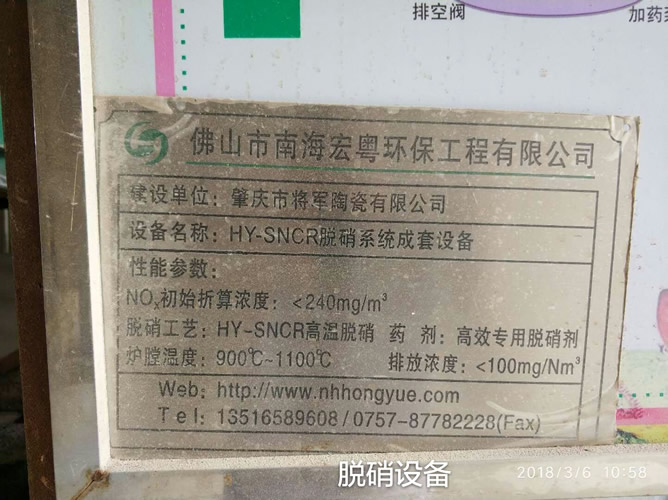 排空阀
加药泵
佛山市南海宏粤环保工程有限公司
建设单位：肇庆市将军陶瓷有限公司
设备名称：HY-SNCR脱硝系统成套设备
性能参数：
NOx初始折算浓度：<240mg/m³
脱硝工艺：HY-SNCR高温脱硝 药 剂：高效专用脱硝剂
炉膛温度：900℃~1100℃ 排放浓度：<100mg/Nm³
Web: http://www.nhhongyue.com
Tel: 13516589608/0757-87782228(Fax)
脱硝设备
2018/3/6 10:58